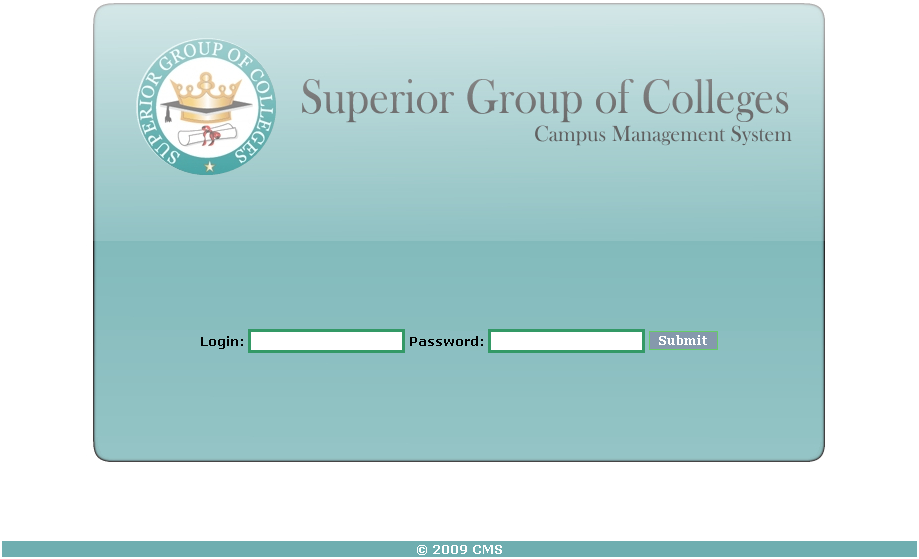 SUPERIOR GROUP OF COLLEGES
Superior Group of Colleges
Campus Management System
Login: Password: Submit
© 2009 CMS